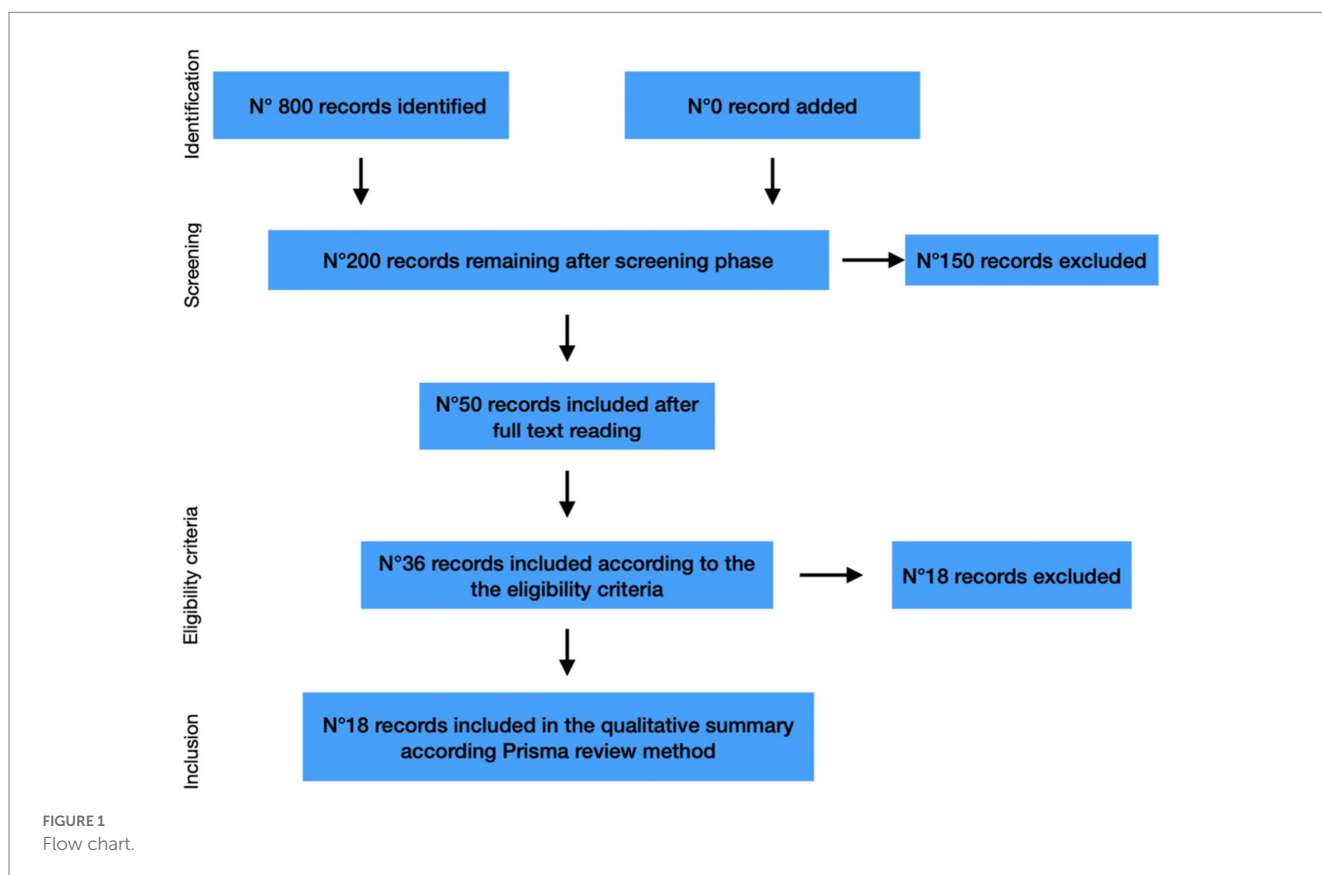 Identification
N° 800 records identified
N°0 record added
Screening
N°200 records remaining after screening phase
N°150 records excluded
N°50 records included after
full text reading
Eligibility criteria
N°36 records included according to the
the eligibility criteria
N°18 records excluded
Inclusion
N°18 records included in the qualitative summary
according Prisma review method
FIGURE 1
Flow chart.